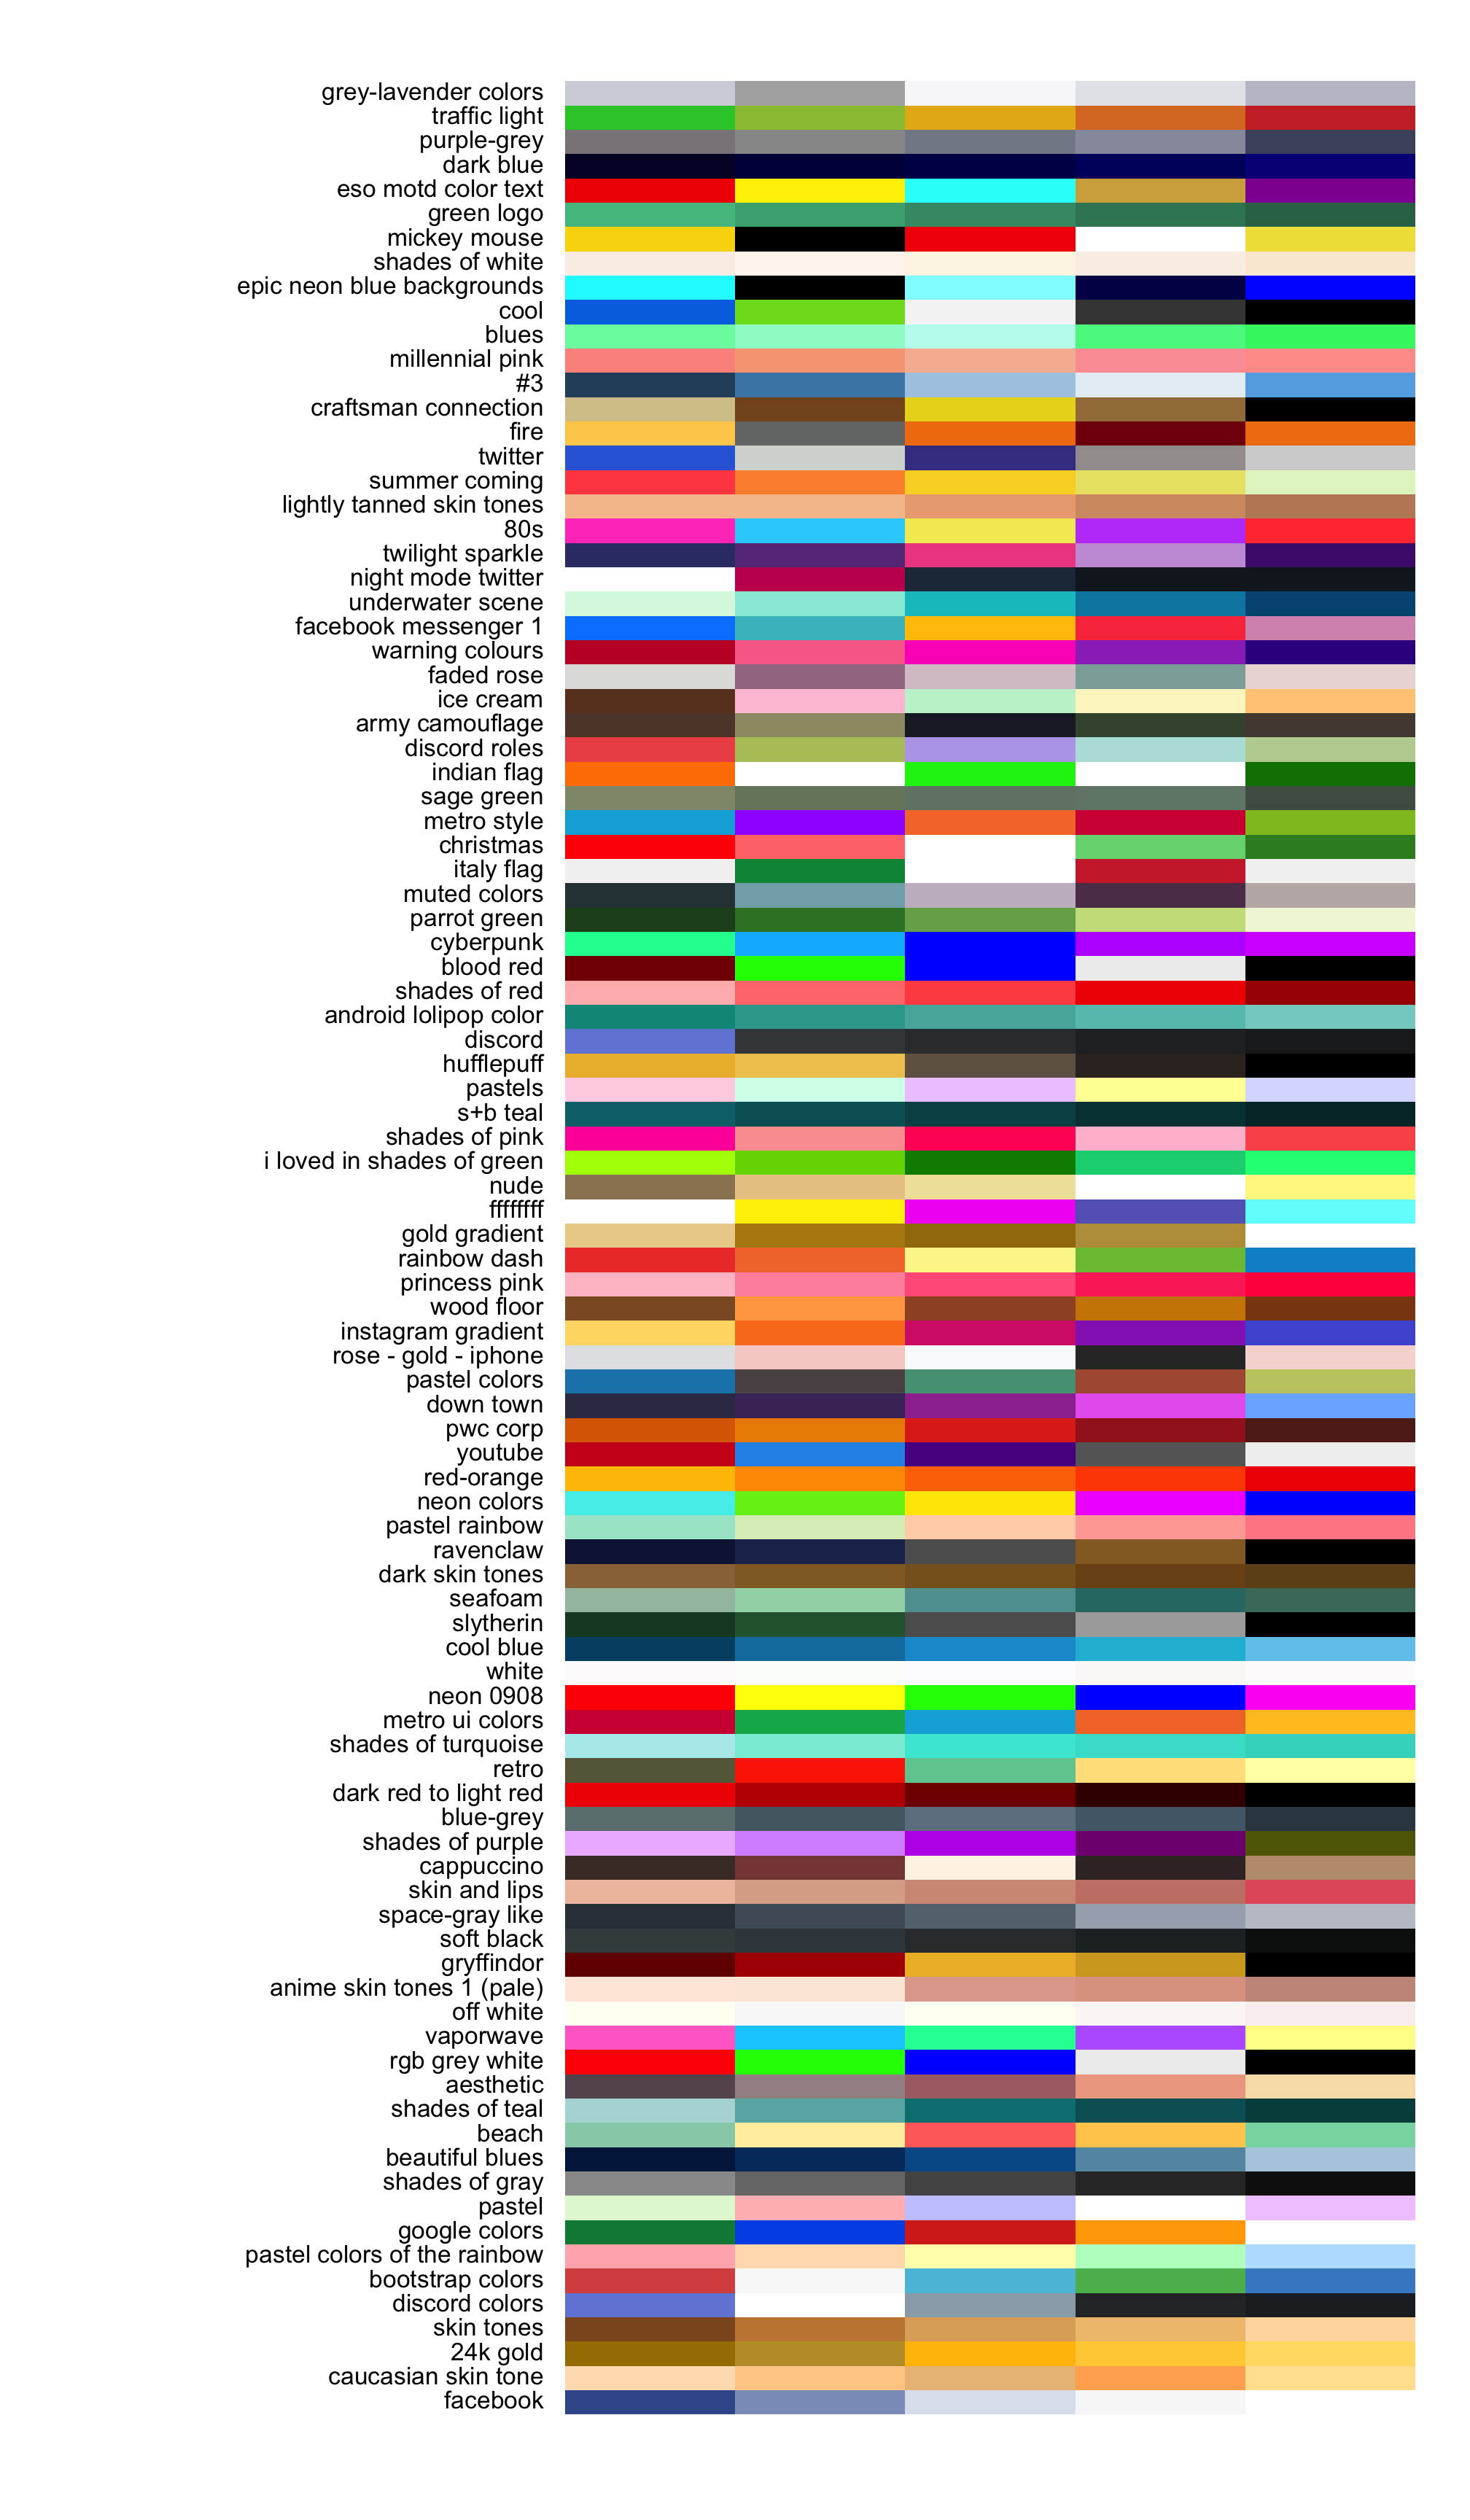 grey-lavender colors
traffic light
purple-grey
dark blue
eso motd color text
green logo
mickey mouse
shades of white
epic neon blue backgrounds
cool
blues
millennial pink
#3
craftsman connection
fire
twitter
summer coming
lightly tanned skin tones
80s
twilight sparkle
night mode twitter
underwater scene
facebook messenger 1
warning colours
faded rose
ice cream
army camouflage
discord roles
indian flag
sage green
metro style
christmas
italy flag
muted colors
parrot green
cyberpunk
blood red
shades of red
android lolipop color
discord
hufflepuff
pastels
s+b teal
shades of pink
i loved in shades of green
nude
ffffffff
gold gradient
rainbow dash
princess pink
wood floor
instagram gradient
rose - gold - iphone
pastel colors
down town
pwc corp
youtube
red-orange
neon colors
pastel rainbow
ravenclaw
dark skin tones
seafoam
slytherin
cool blue
white
neon 0908
metro ui colors
shades of turquoise
retro
dark red to light red
blue-grey
shades of purple
cappuccino
skin and lips
space-gray like
soft black
gryffindor
anime skin tones 1 (pale)
off white
vaporwave
rgb grey white
aesthetic
shades of teal
beach
beautiful blues
shades of gray
pastel
google colors
pastel colors of the rainbow
bootstrap colors
discord colors
skin tones
24k gold
caucasian skin tone
facebook